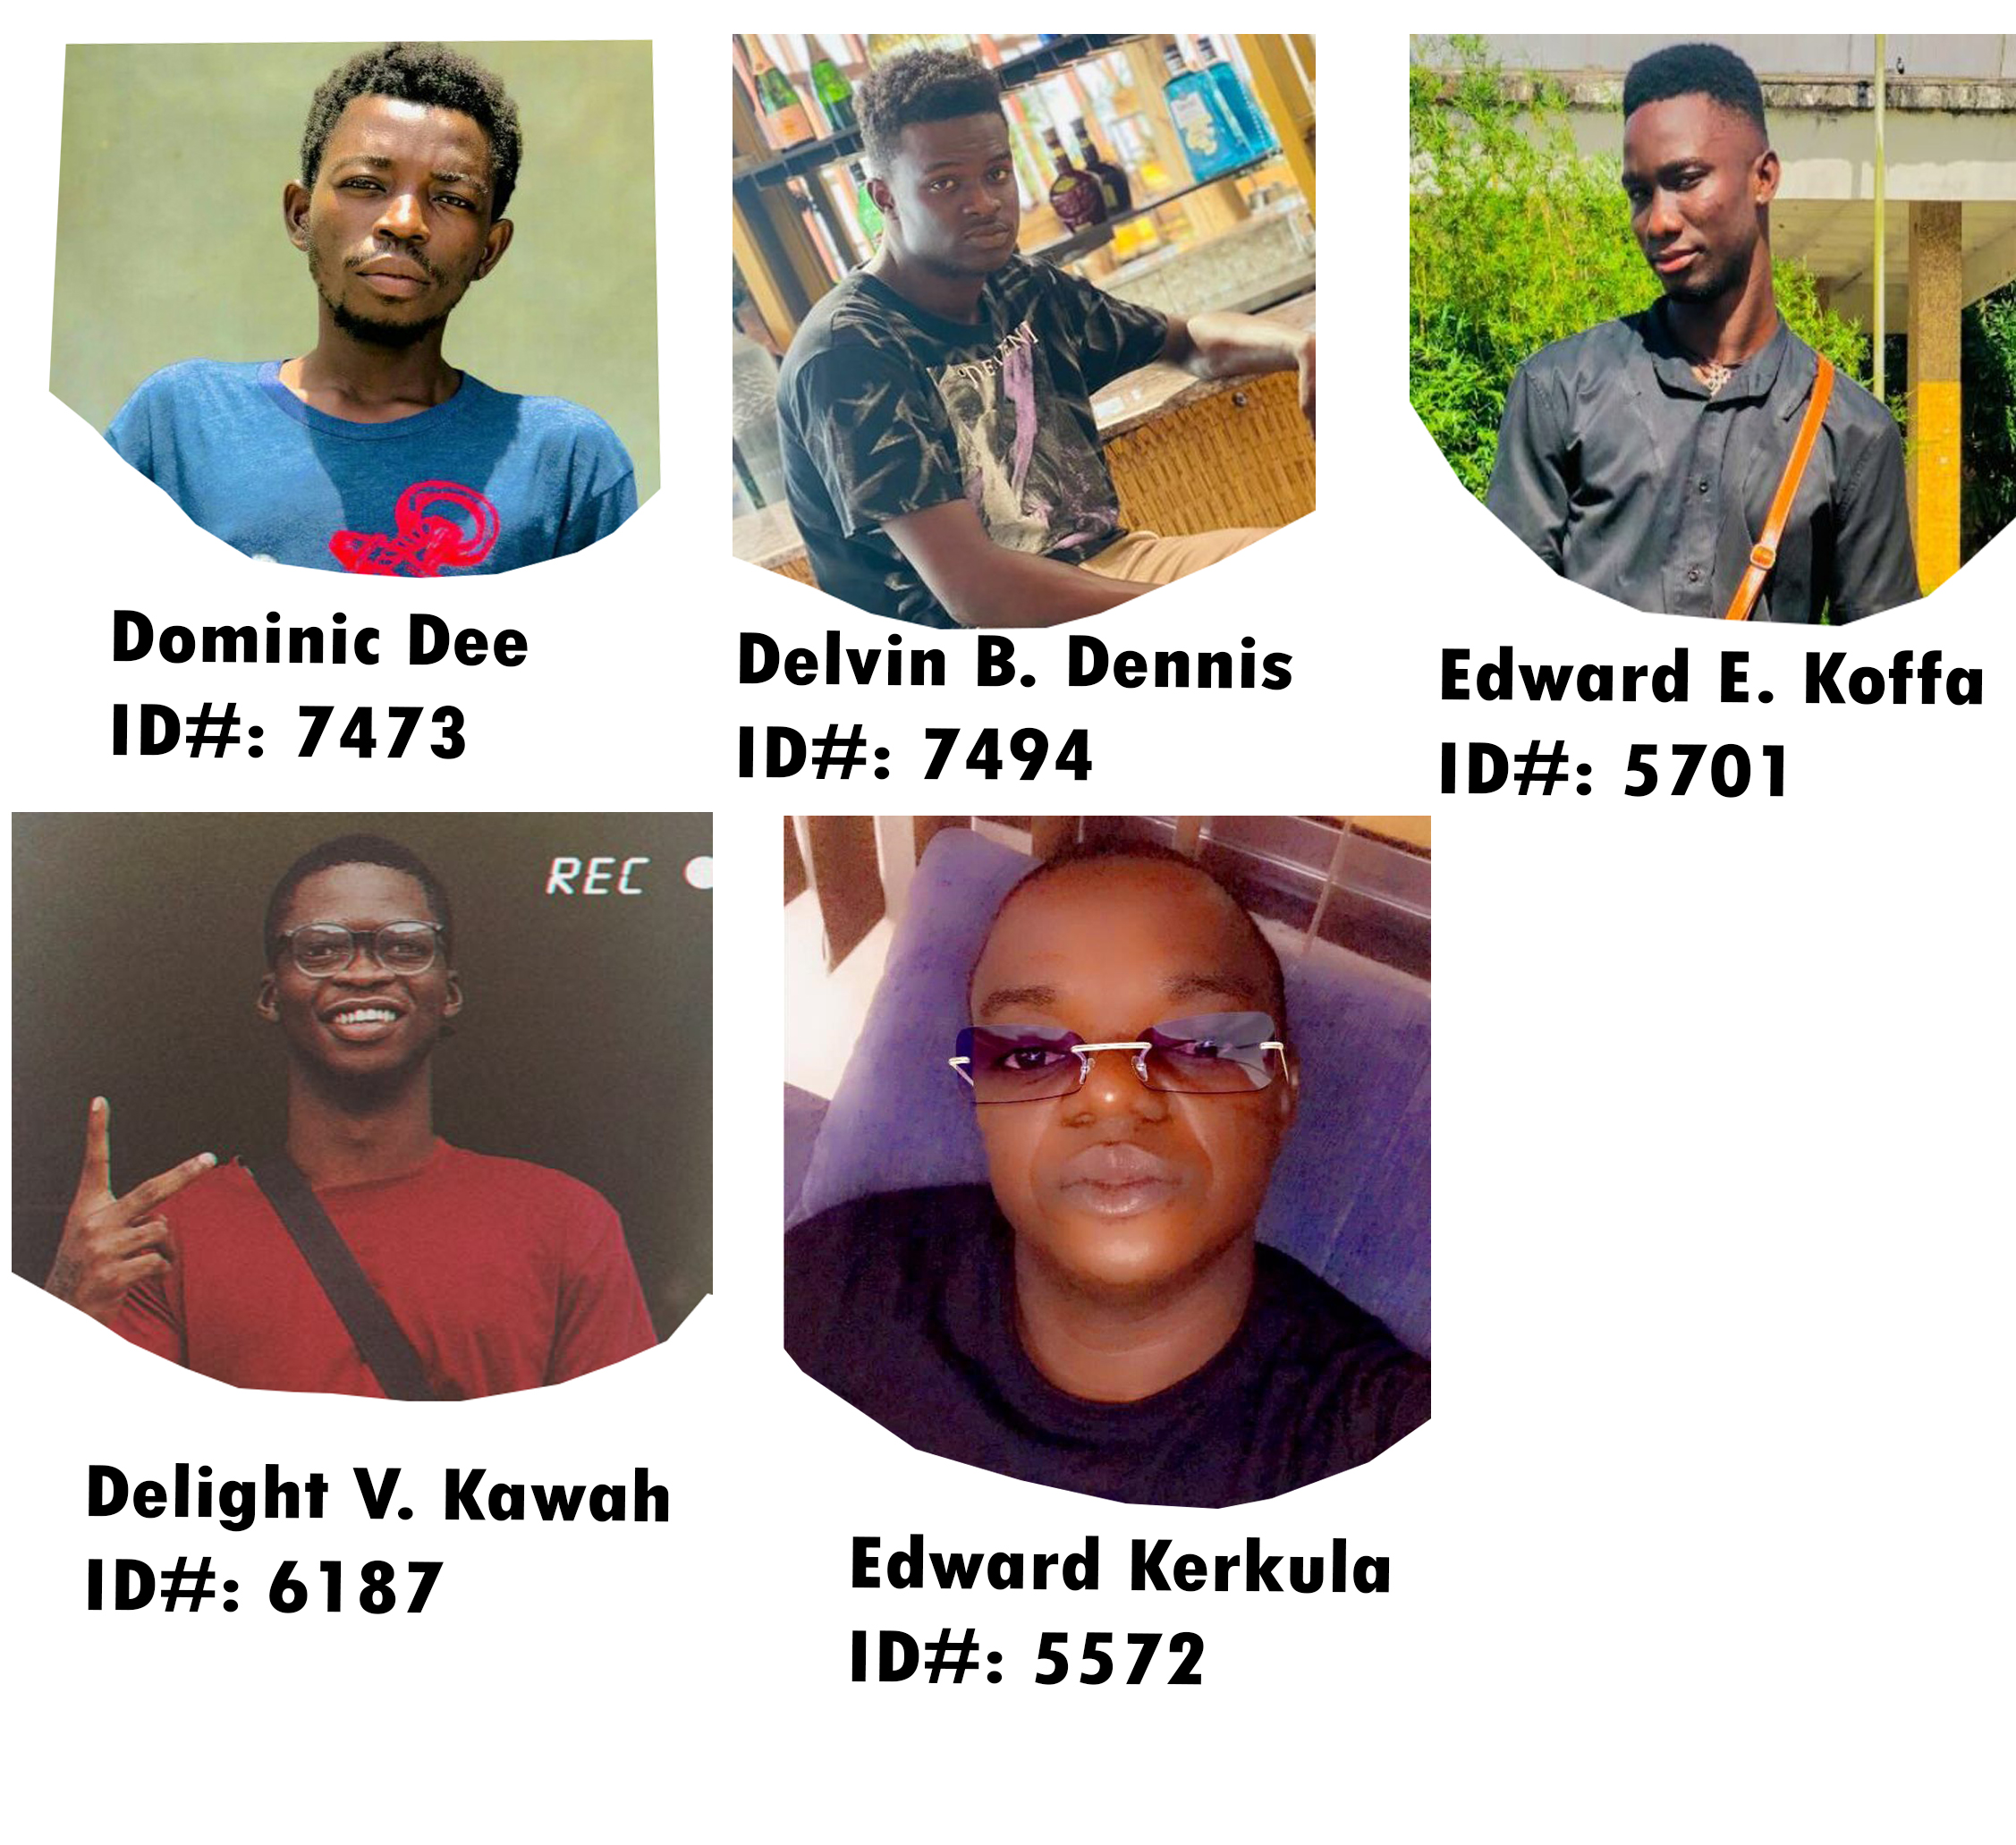 Dominic Dee
ID#: 7473
Delvin B. Dennis
ID#: 7494
Edward E. Koffa
ID#: 5701
REC
Delight V. Kawah
ID#: 6187
Edward Kerkula
ID#: 5572